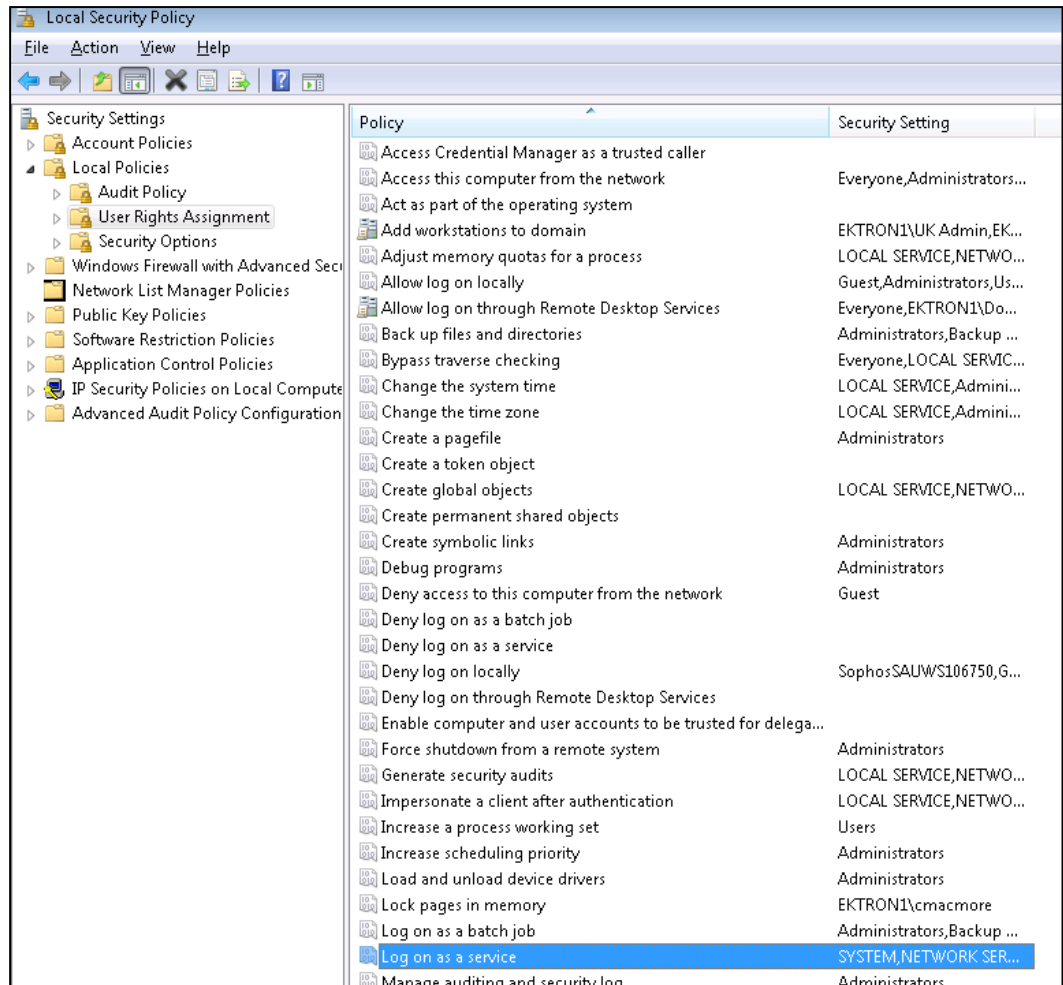 Local Security Policy
File Action View Help
Security Settings
Account Policies
Local Policies
Audit Policy
User Rights Assignment
Security Options
Windows Firewall with Advanced Secu
Network List Manager Policies
Public Key Policies
Software Restriction Policies
Application Control Policies
IP Security Policies on Local Compute
Advanced Audit Policy Configuration
Policy Security Setting
Access Credential Manager as a trusted caller
Access this computer from the network Everyone,Administrators...
Act as part of the operating system
Add workstations to domain EKTRON1\UK Admin,EK...
Adjust memory quotas for a process LOCAL SERVICE,NETWO...
Allow log on locally Guest,Administrators,Us...
Allow log on through Remote Desktop Services Everyone,EKTRON1\Do...
Back up files and directories Administrators,Backup ...
Bypass traverse checking Everyone,LOCAL SERVIC...
Change the system time LOCAL SERVICE,Admini...
Change the time zone LOCAL SERVICE,Admini...
Create a pagefile Administrators
Create a token object
Create global objects LOCAL SERVICE,NETWO...
Create permanent shared objects
Create symbolic links Administrators
Debug programs Administrators
Deny access to this computer from the network Guest
Deny log on as a batch job
Deny log on as a service
Deny log on locally SophosSAUWS106750,G...
Deny log on through Remote Desktop Services
Enable computer and user accounts to be trusted for delega...
Force shutdown from a remote system Administrators
Generate security audits LOCAL SERVICE,NETWO...
Impersonate a client after authentication LOCAL SERVICE,NETWO...
Increase a process working set Users
Increase scheduling priority Administrators
Load and unload device drivers Administrators
Lock pages in memory EKTRON1\cmacmore
Log on as a batch job Administrators,Backup ...
Log on as a service SYSTEM,NETWORK SER...
Manage auditing and security log Administrators